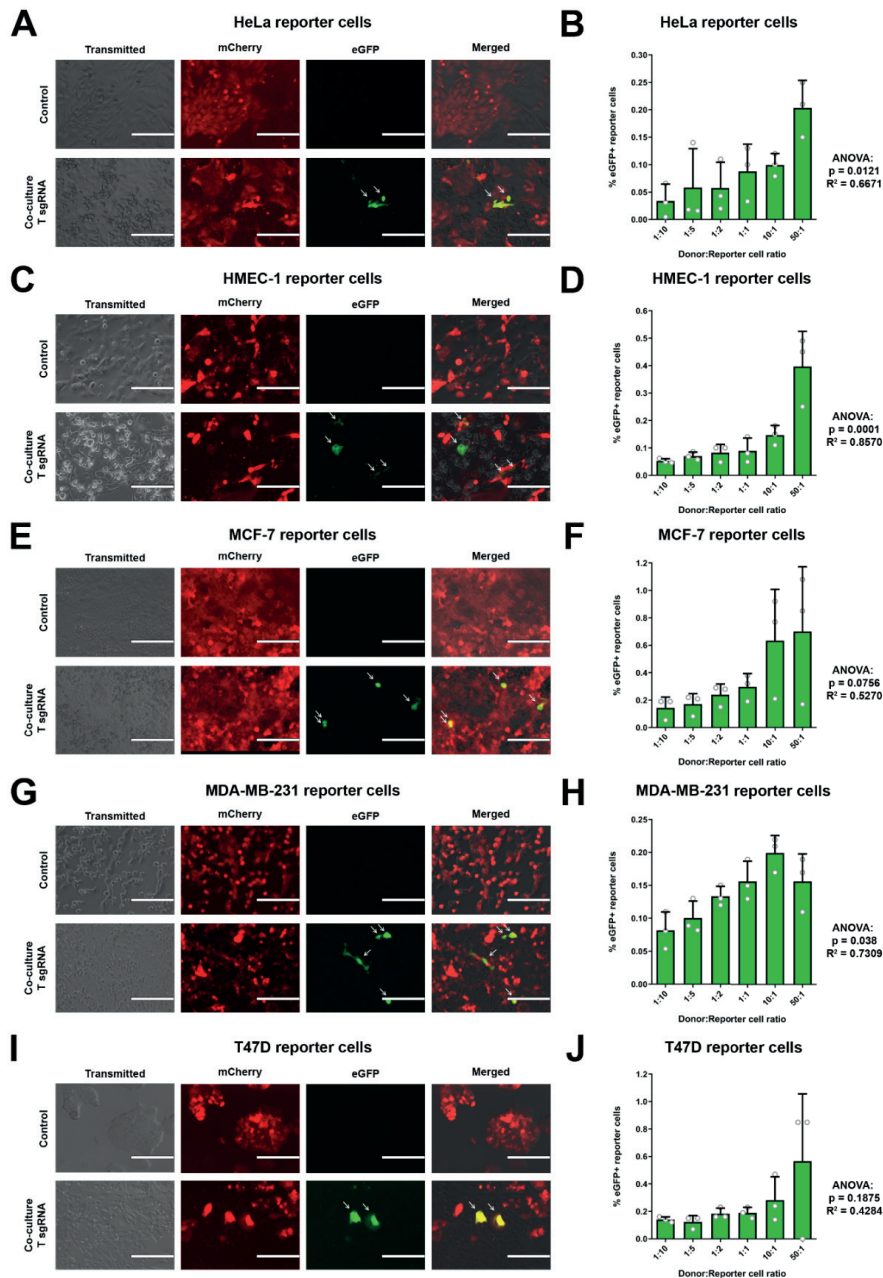 A
HeLa reporter cells
Transmitted mCherry eGFP Merged
Control
Co-culture
T sgRNA
B
HeLa reporter cells
% eGFP+ reporter cells
0.30
0.25
0.20
0.15
0.10
0.05
0.00
1:10 1:5 1:2 1:1 10:1 50:1
Donor:Reporter cell ratio
ANOVA:
p = 0.0121
R² = 0.6671
C
HMEC-1 reporter cells
Transmitted mCherry eGFP Merged
Control
Co-culture
T sgRNA
D
HMEC-1 reporter cells
% eGFP+ reporter cells
0.6
0.5
0.4
0.3
0.2
0.1
0.0
1:10 1:5 1:2 1:1 10:1 50:1
Donor:Reporter cell ratio
ANOVA:
p = 0.0001
R² = 0.8570
E
MCF-7 reporter cells
Transmitted mCherry eGFP Merged
Control
Co-culture
T sgRNA
F
MCF-7 reporter cells
% eGFP+ reporter cells
1.2
1.0
0.8
0.6
0.4
0.2
0.0
1:10 1:5 1:2 1:1 10:1 50:1
Donor:Reporter cell ratio
ANOVA:
p = 0.0756
R² = 0.5270
G
MDA-MB-231 reporter cells
Transmitted mCherry eGFP Merged
Control
Co-culture
T sgRNA
H
MDA-MB-231 reporter cells
% eGFP+ reporter cells
0.25
0.20
0.15
0.10
0.05
0.00
1:10 1:5 1:2 1:1 10:1 50:1
Donor:Reporter cell ratio
ANOVA:
p = 0.038
R² = 0.7309
I
T47D reporter cells
Transmitted mCherry eGFP Merged
Control
Co-culture
T sgRNA
J
T47D reporter cells
% eGFP+ reporter cells
1.2
1.0
0.8
0.6
0.4
0.2
0.0
1:10 1:5 1:2 1:1 10:1 50:1
Donor:Reporter cell ratio
ANOVA:
p = 0.1875
R² = 0.4284